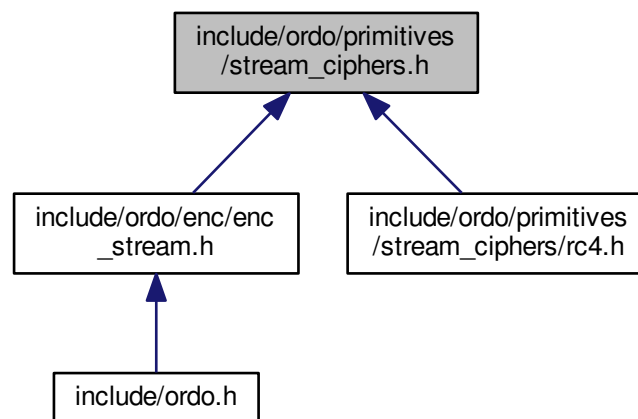 include/ordo/primitives
/stream_ciphers.h
include/ordo/enc/enc
_stream.h
include/ordo/primitives
/stream_ciphers/rc4.h
include/ordo.h